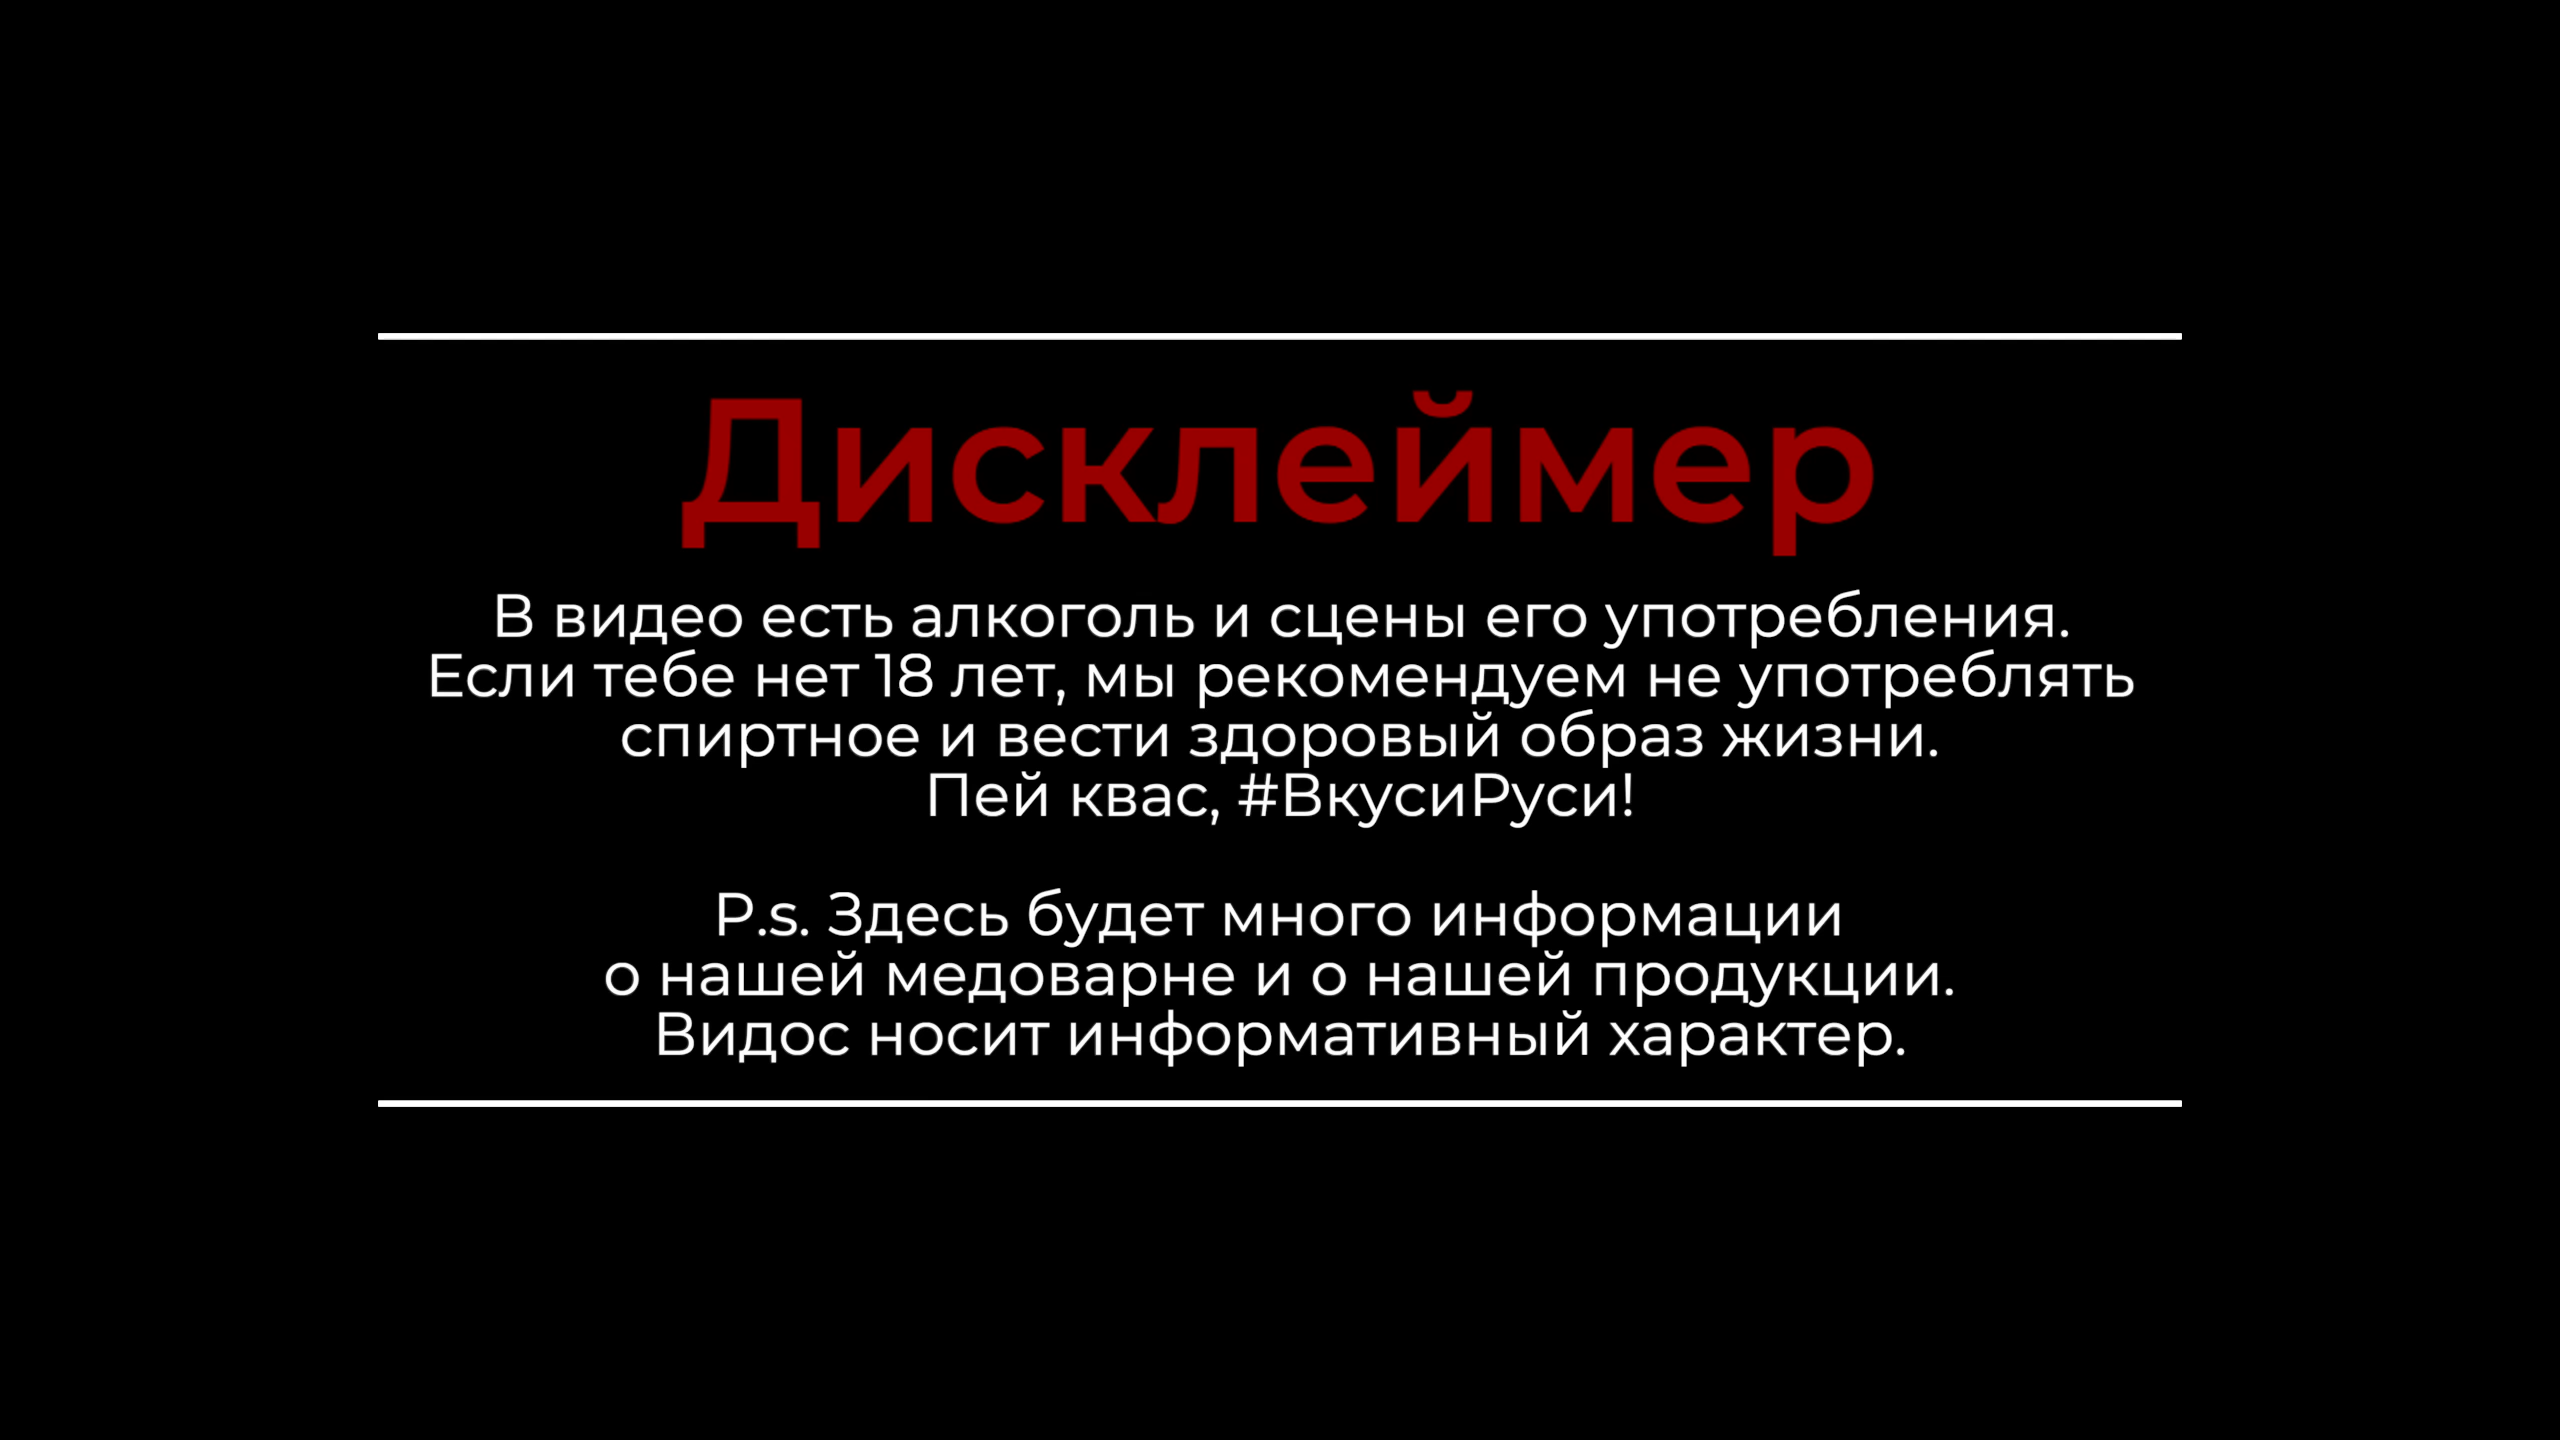 Дисклеймер
В видео есть алкоголь и сцены его употребления.
Если тебе нет 18 лет, мы рекомендуем не употреблять
спиртное и вести здоровый образ жизни.
Пей квас, #ВкусиРуси!
P.s. Здесь будет много информации
о нашей медоварне и о нашей продукции.
Видос носит информативный характер.